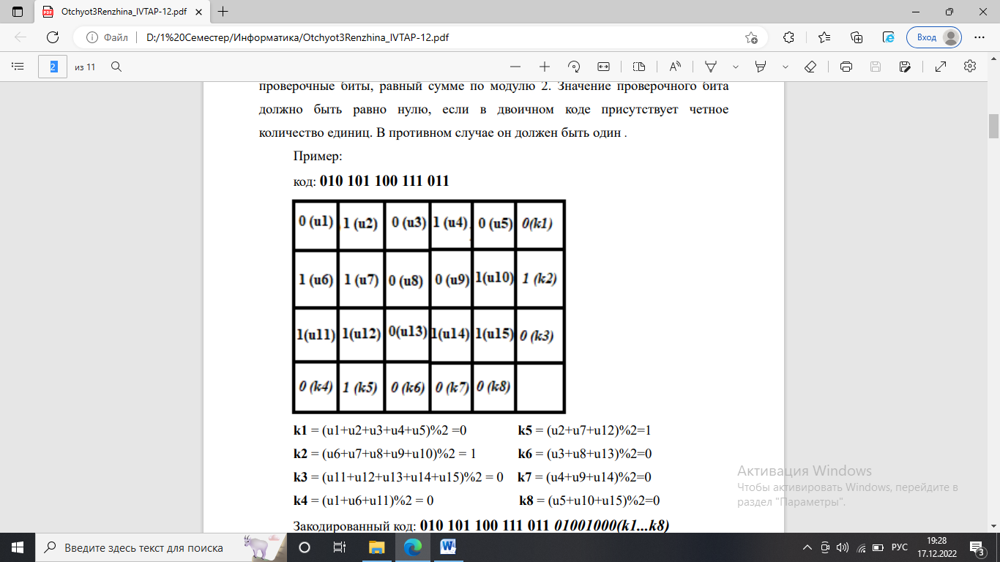 Otchyot3Renzhina_IVTAP-12.pdf
Файл D:/1%20Семестер/Информатика/Otchyot3Renzhina_IVTAP-12.pdf Вход
2 из 11
проверочные биты, равный сумме по модулю 2. Значение проверочного бита
должно быть равно нулю, если в двоичном коде присутствует четное
количество единиц. В противном случае он должен быть один .
Пример:
код: 010 101 100 111 011
0 (u1) 1 (u2) 0 (u3) 1 (u4) 0 (u5) 0(k1)
1 (u6) 1 (u7) 0 (u8) 0 (u9) 1(u10) 1 (k2)
1(u11) 1(u12) 0(u13) 1(u14) 1(u15) 0 (k3)
0 (k4) 1 (k5) 0 (k6) 0 (k7) 0 (k8)
k1 = (u1+u2+u3+u4+u5)%2 =0 k5 = (u2+u7+u12)%2=1
k2 = (u6+u7+u8+u9+u10)%2 = 1 k6 = (u3+u8+u13)%2=0
k3 = (u11+u12+u13+u14+u15)%2 = 0 k7 = (u4+u9+u14)%2=0
k4 = (u1+u6+u11)%2 = 0 k8 = (u5+u10+u15)%2=0
Закодированный код: 010 101 100 111 011 01001000(k1...k8)
Активация Windows
Чтобы активировать Windows, перейдите в
раздел "Параметры".
Введите здесь текст для поиска
РУС
19:28
17.12.2022
3